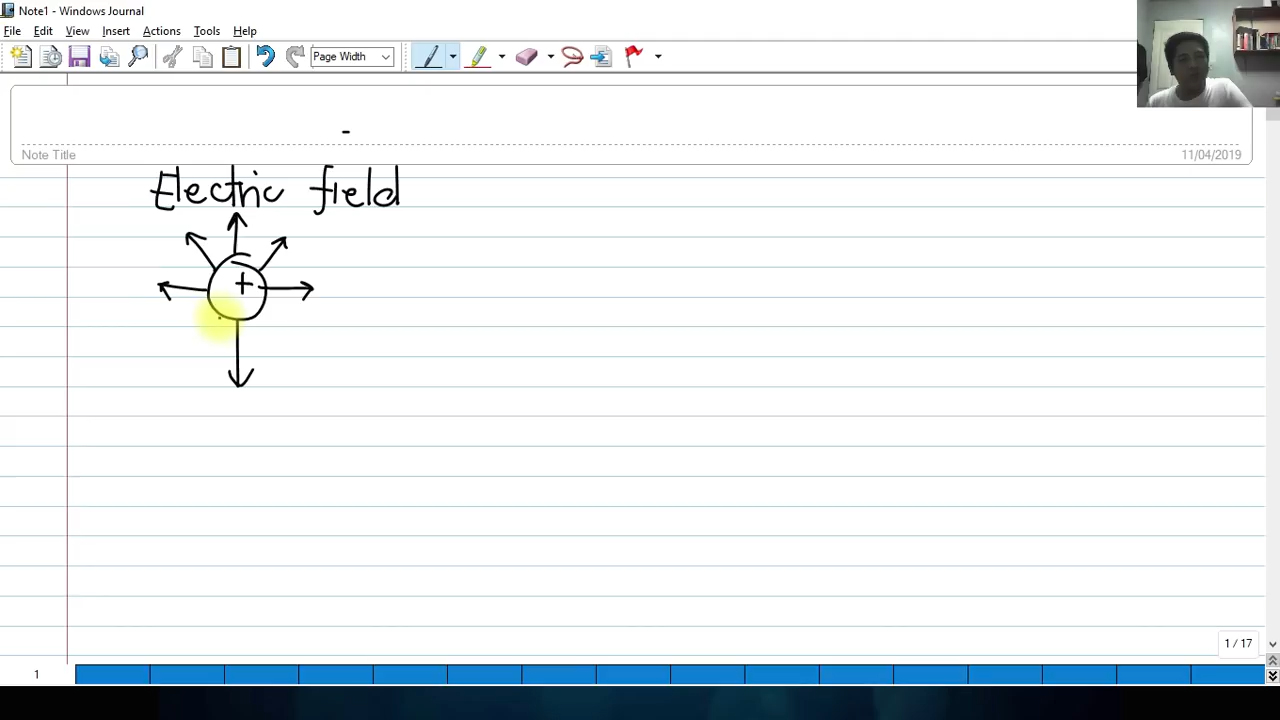 Note1 - Windows Journal
File Edit View Insert Actions Tools Help
Page Width
-
Note Title
11/04/2019
Electric field
+
1 / 17
1